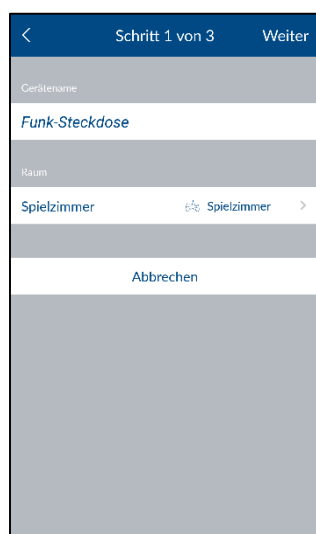 Schritt 1 von 3 Weiter
Gerätename
Funk-Steckdose
Raum
Spielzimmer Spielzimmer
Abbrechen